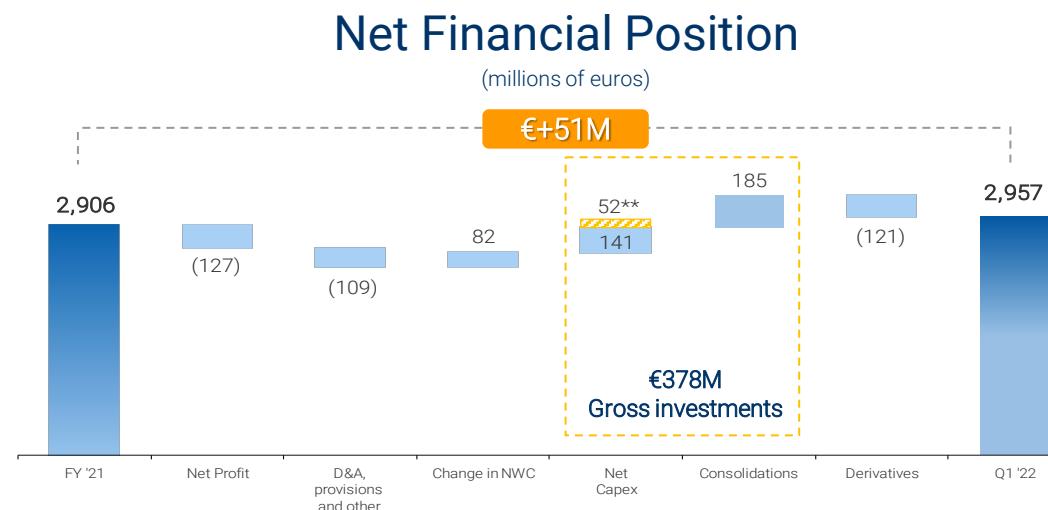 Net Financial Position
(millions of euros)
€+51M
2,906
(127)
(109)
82
52**
141
185
(121)
2,957
€378M
Gross investments
FY '21
Net Profit
D&A,
provisions
and other
Change in NWC
Net
Capex
Consolidations
Derivatives
Q1 '22